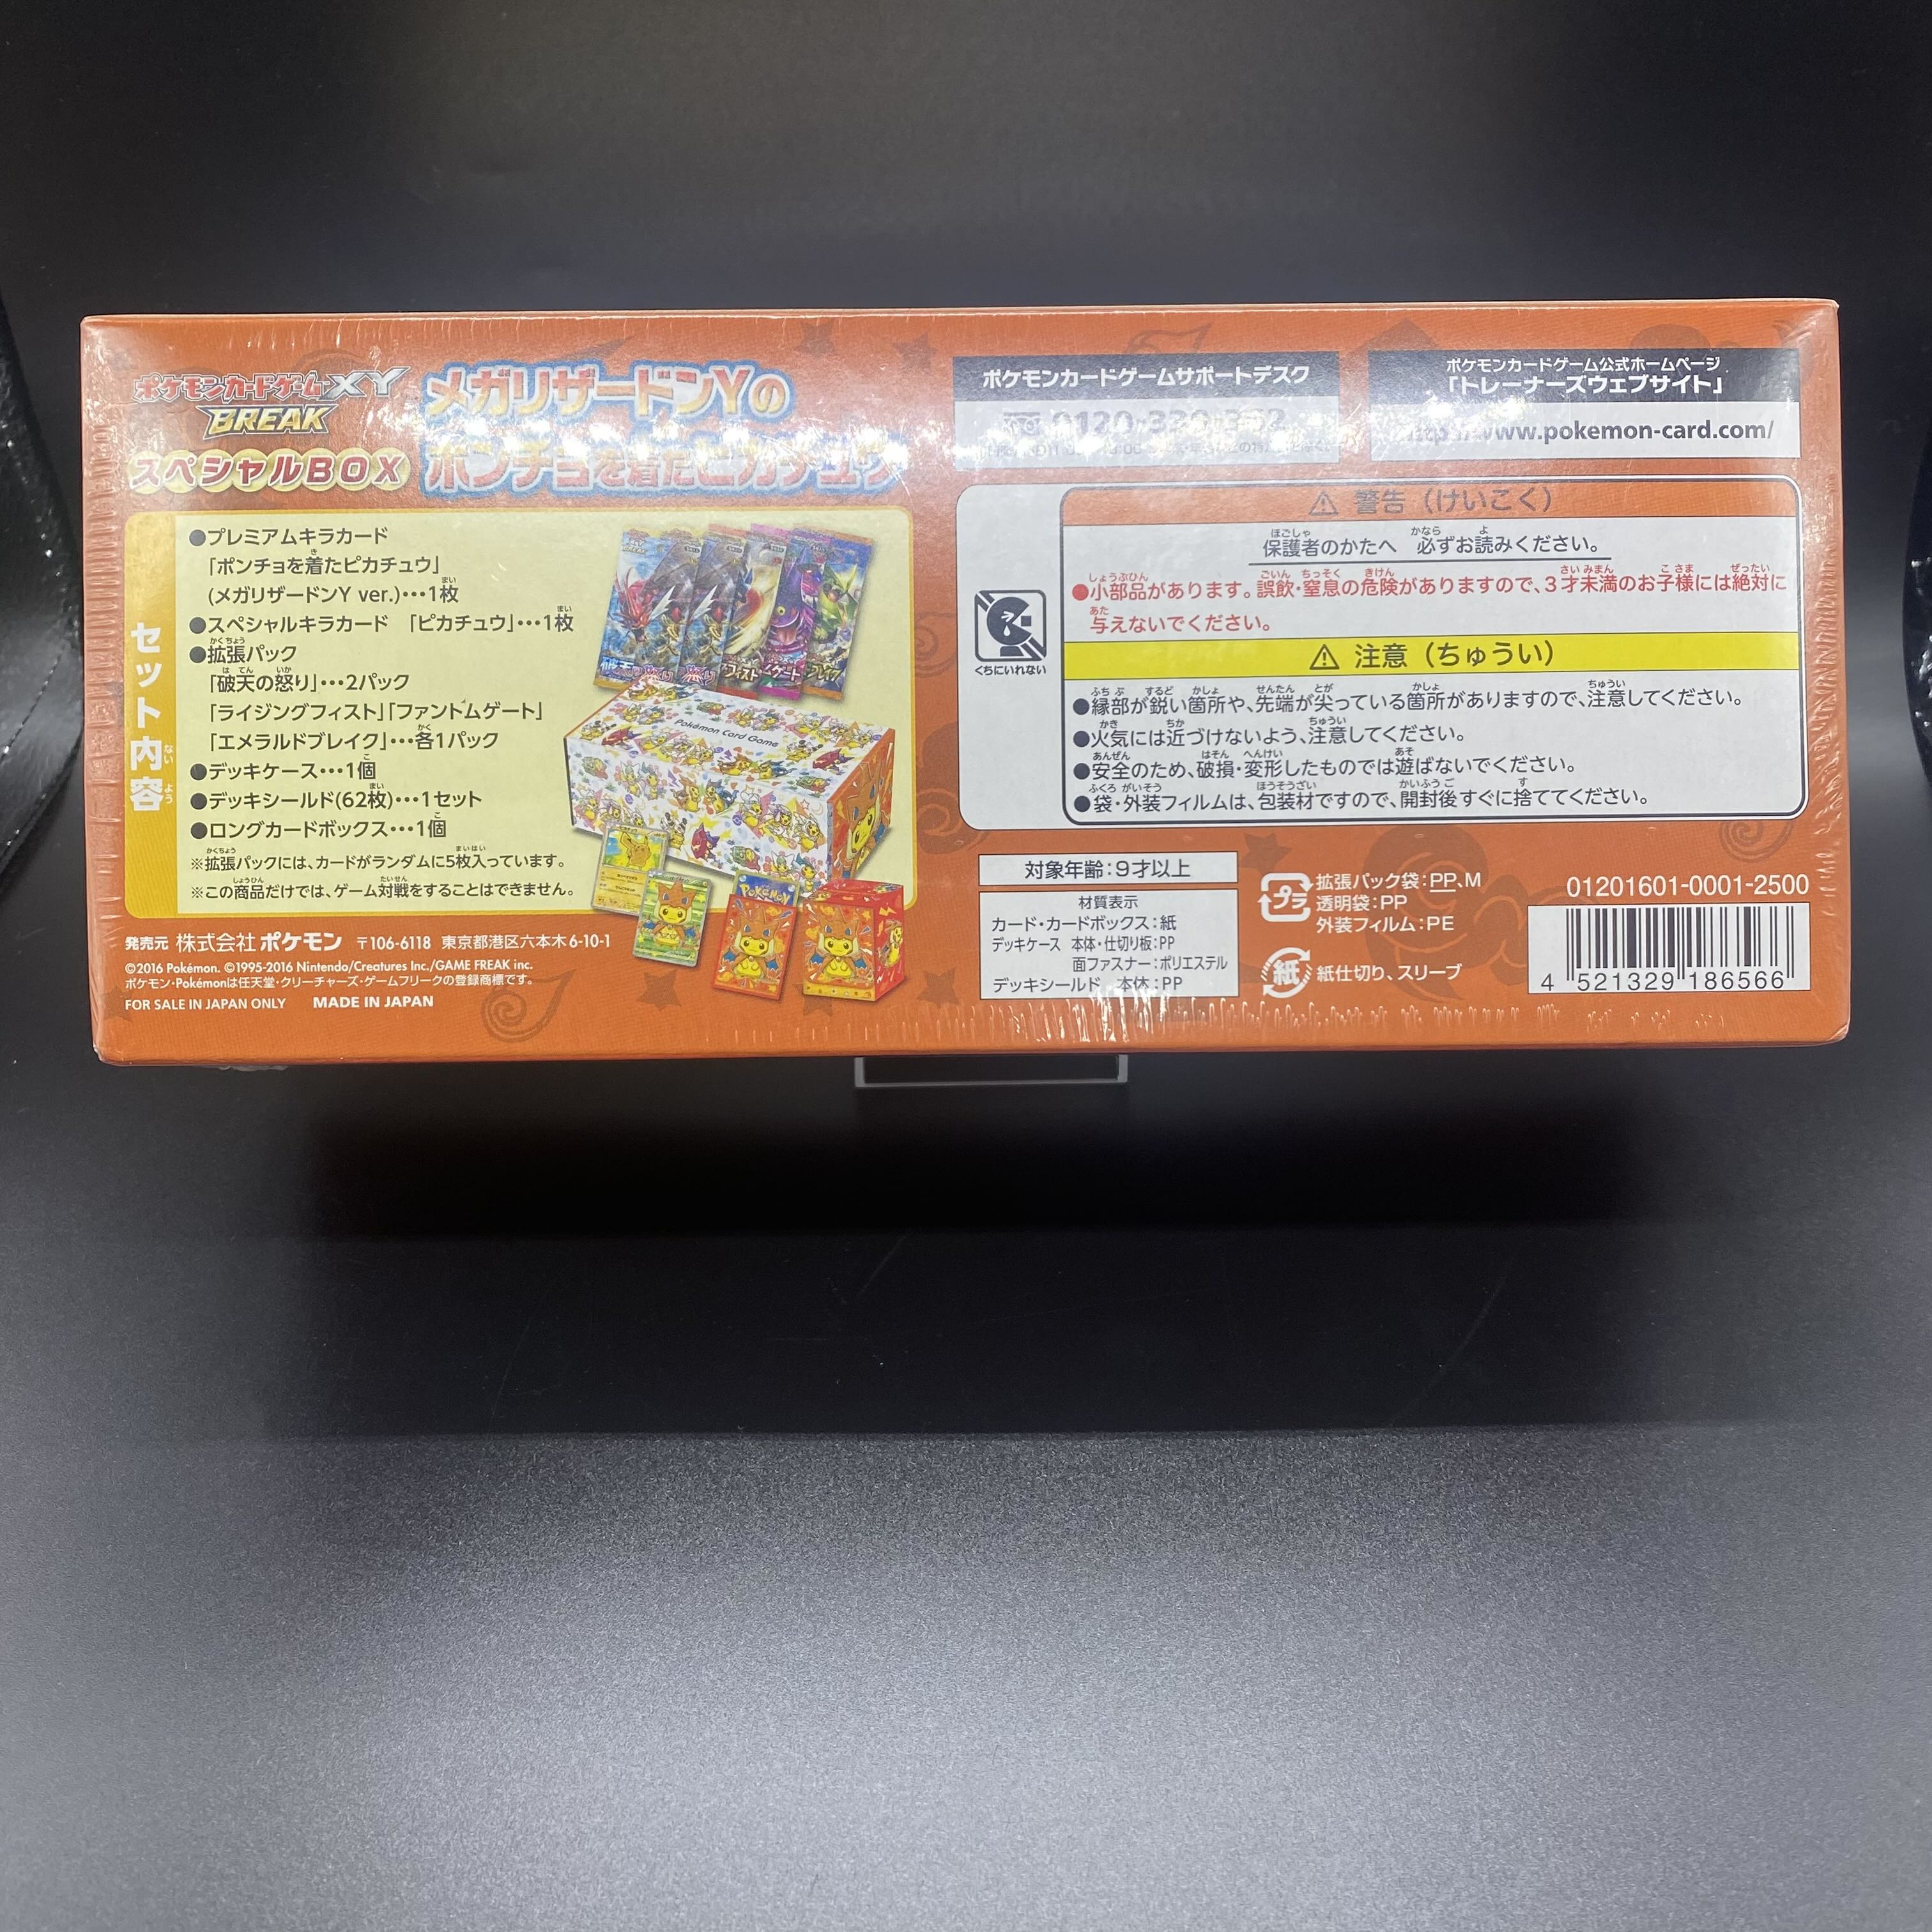 ポケモンカードゲームXY
BREAK
スペシャルBOX
メガリザードンYの
ポンチョを着たピカチュウ
セット内容
●プレミアムキラカード
「ポンチョを着たピカチュウ」
(メガリザードンY ver.)・・・1枚
●スペシャルキラカード 「ピカチュウ」・・・1枚
●拡張パック
「破天の怒り」・・・2パック
「ライジングフィスト」「ファントムゲート」
「エメラルドブレイク」・・・各1パック
●デッキケース・・・1個
●デッキシールド(62枚)・・・1セット
●ロングカードボックス・・・1個
※拡張パックには、カードがランダムに5枚入っています。
※この商品だけでは、ゲーム対戦をすることはできません。
Pokémon Card Game
POKéMON
発売元 株式会社ポケモン 〒106-6118 東京都港区六本木6-10-1
©2016 Pokémon. ©1995-2016 Nintendo/Creatures Inc./GAME FREAK inc.
ポケモン・Pokémonは任天堂・クリーチャーズ・ゲームフリークの登録商標です。
FOR SALE IN JAPAN ONLY MADE IN JAPAN
ポケモンカードゲームサポートデスク
ポケモンカードゲーム公式ホームページ
「トレーナーズウェブサイト」
http://www.pokemon-card.com/
くちにいれない
⚠ 警告（けいこく）
保護者のかたへ 必ずお読みください。
●小部品があります。誤飲・窒息の危険がありますので、3才未満のお子様には絶対に
与えないでください。
⚠ 注意（ちゅうい）
●縁部が鋭い箇所や、先端が尖っている箇所がありますので、注意してください。
●火気には近づけないよう、注意してください。
●安全のため、破損・変形したものでは遊ばないでください。
●袋・外装フィルムは、包装材ですので、開封後すぐに捨ててください。
対象年齢：9才以上
材質表示
カード・カードボックス：紙
デッキケース 本体・仕切り板：PP
面ファスナー：ポリエステル
デッキシールド 本体：PP
プラ
拡張パック袋：PP、M
透明袋：PP
外装フィルム：PE
紙
紙仕切り、スリーブ
01201601-0001-2500
4 521329 186566